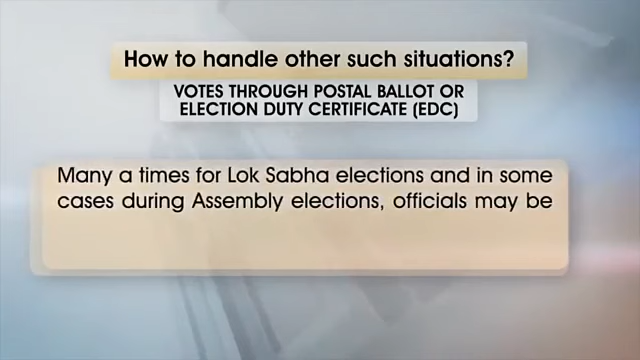 How to handle other such situations?
VOTES THROUGH POSTAL BALLOT OR
ELECTION DUTY CERTIFICATE (EDC)
Many a times for Lok Sabha elections and in some
cases during Assembly elections, officials may be